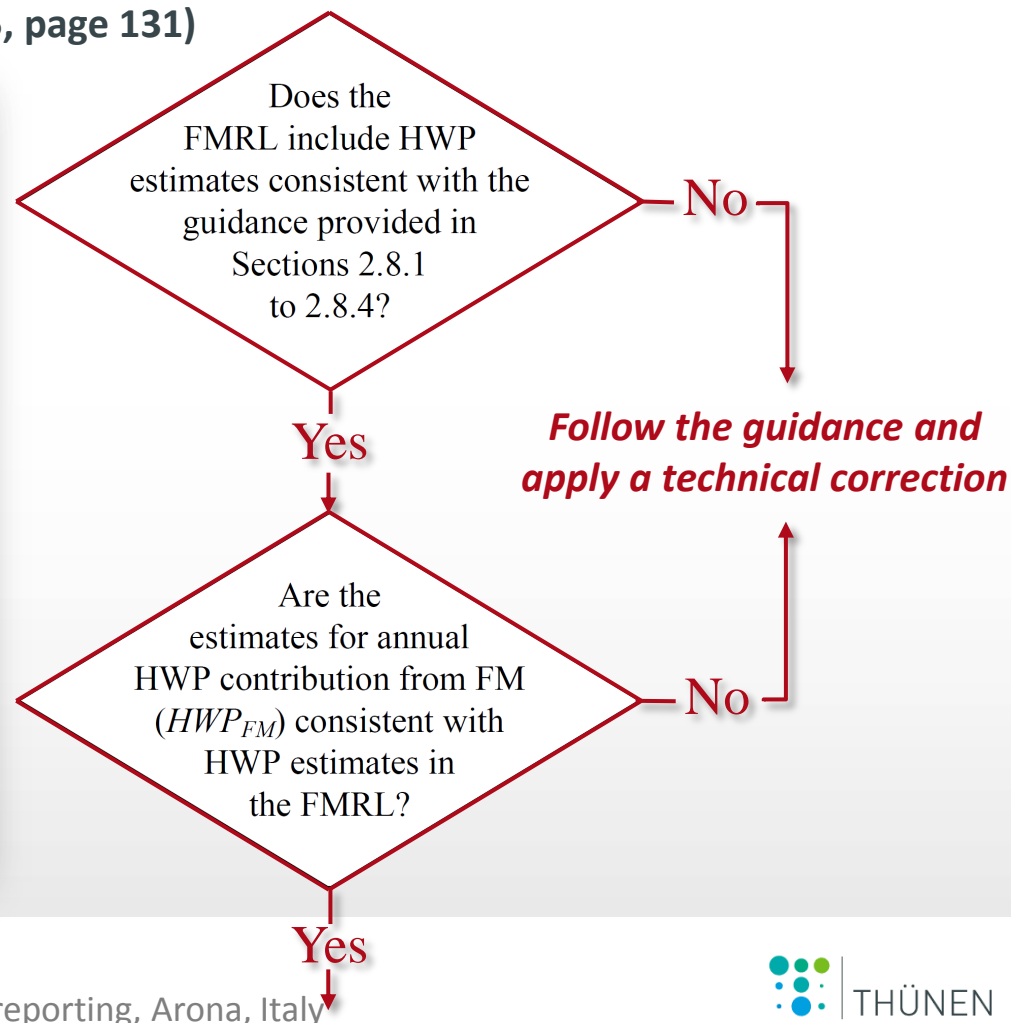 , page 131)
Does the
FMRL include HWP
estimates consistent with the
guidance provided in
Sections 2.8.1
to 2.8.4?
No
Yes
Follow the guidance and
apply a technical correction
Are the
estimates for annual
HWP contribution from FM
(HWP_FM) consistent with
HWP estimates in
the FMRL?
No
Yes
reporting, Arona, Italy
THÜNEN